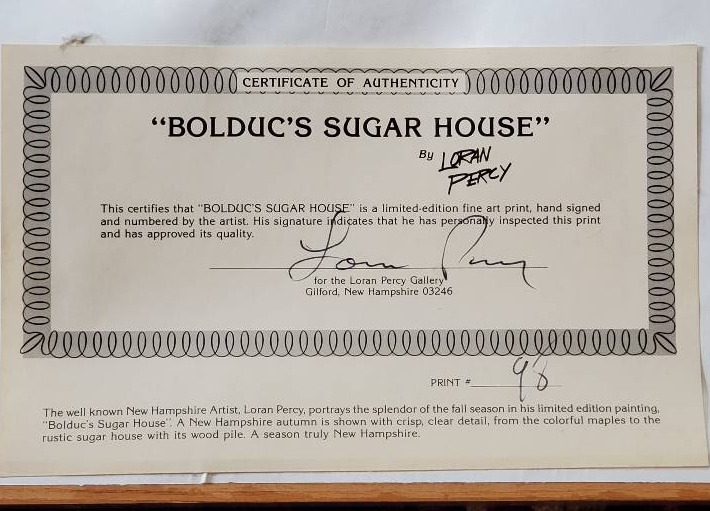 CERTIFICATE OF AUTHENTICITY
"BOLDUC'S SUGAR HOUSE"
By LORAN
PERCY
This certifies that "BOLDUC'S SUGAR HOUSE" is a limited-edition fine art print, hand signed
and numbered by the artist. His signature indicates that he has personally inspected this print
and has approved its quality.
Loran Percy
for the Loran Percy Gallery
Gilford, New Hampshire 03246
PRINT # 98
The well known New Hampshire Artist, Loran Percy, portrays the splendor of the fall season in his limited edition painting,
"Bolduc's Sugar House". A New Hampshire autumn is shown with crisp, clear detail, from the colorful maples to the
rustic sugar house with its wood pile. A season truly New Hampshire.